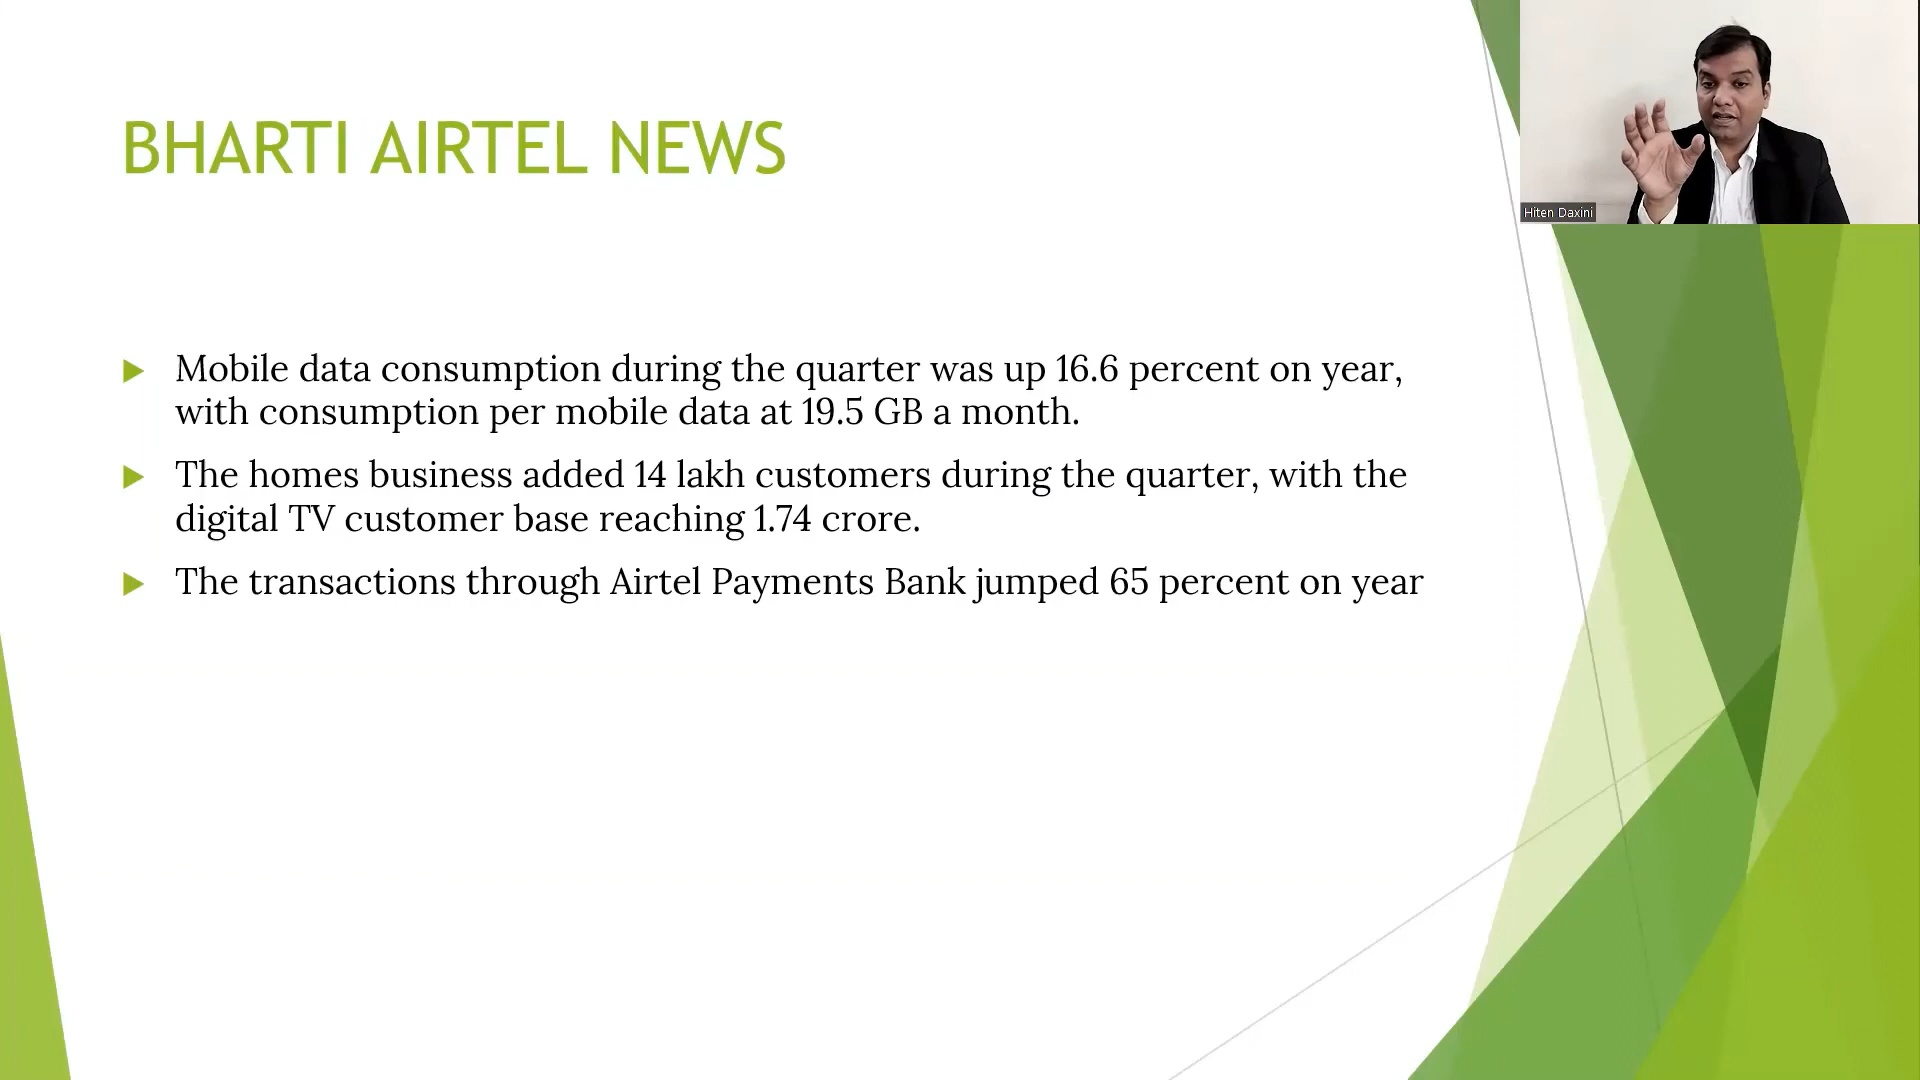 BHARTI AIRTEL NEWS
Hiten Daxini
Mobile data consumption during the quarter was up 16.6 percent on year,
with consumption per mobile data at 19.5 GB a month.
The homes business added 14 lakh customers during the quarter, with the
digital TV customer base reaching 1.74 crore.
The transactions through Airtel Payments Bank jumped 65 percent on year